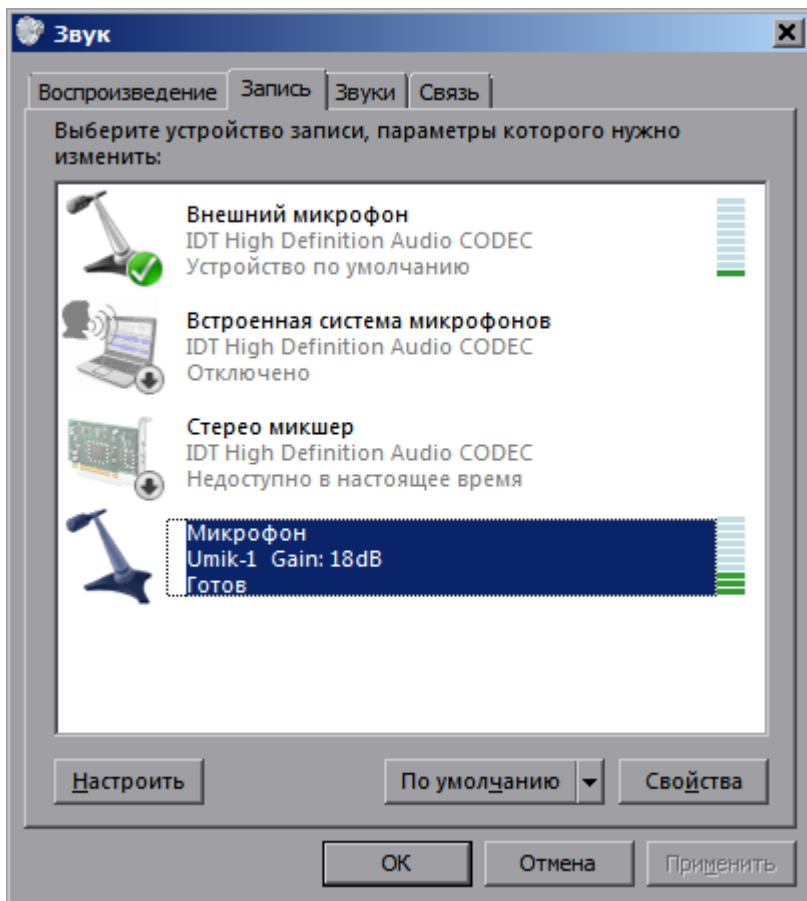 Звук
Воспроизведение Запись Звуки Связь
Выберите устройство записи, параметры которого нужно
изменить:
Внешний микрофон
IDT High Definition Audio CODEC
Устройство по умолчанию
Встроенная система микрофонов
IDT High Definition Audio CODEC
Отключено
Стерео микшер
IDT High Definition Audio CODEC
Недоступно в настоящее время
Микрофон
Umik-1 Gain: 18dB
Готов
Настроить По умолчанию Свойства
OK Отмена Применить